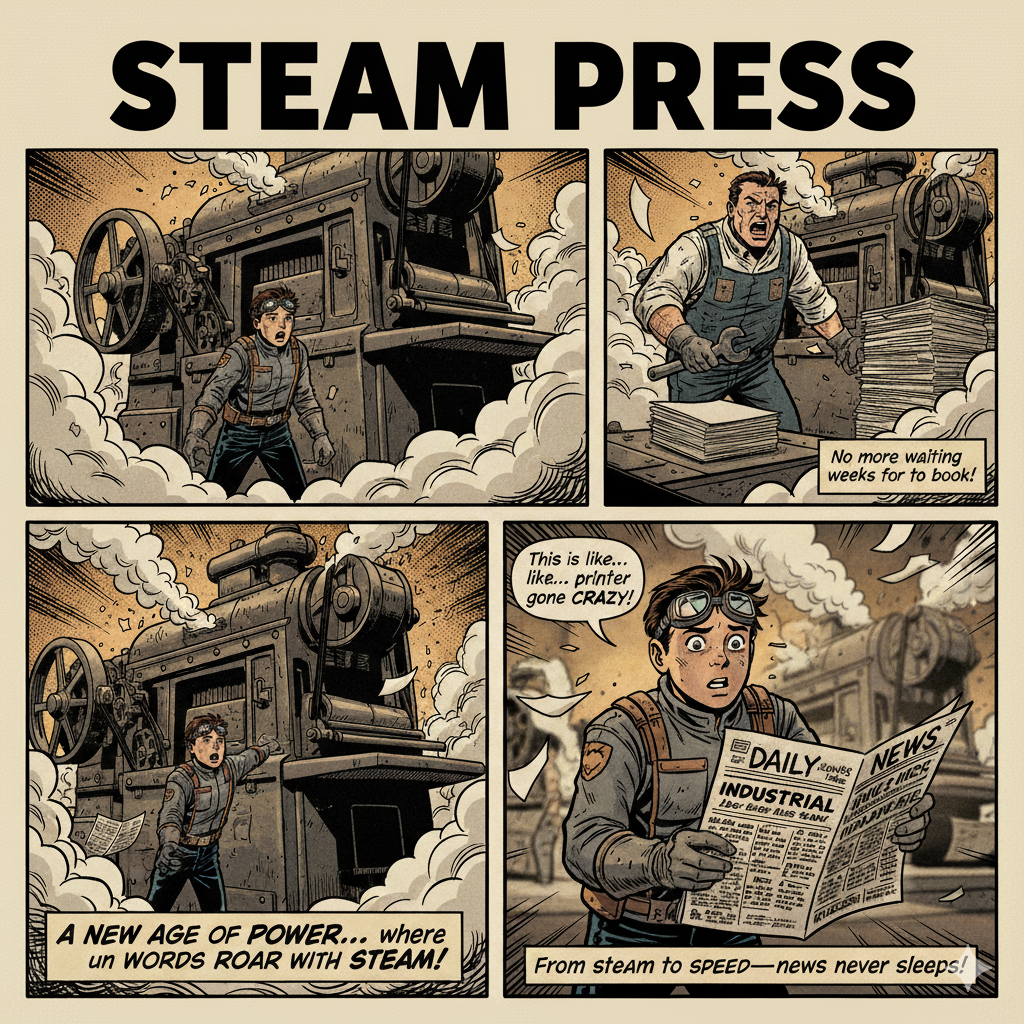 STEAM PRESS
No more waiting
weeks for to book!
A NEW AGE OF POWER... where
un WORDS ROAR WITH STEAM!
This is like...
like... printer
gone CRAZY!
DAILY
NEWS
INDUSTRIAL
From steam to SPEED—news never sleeps!